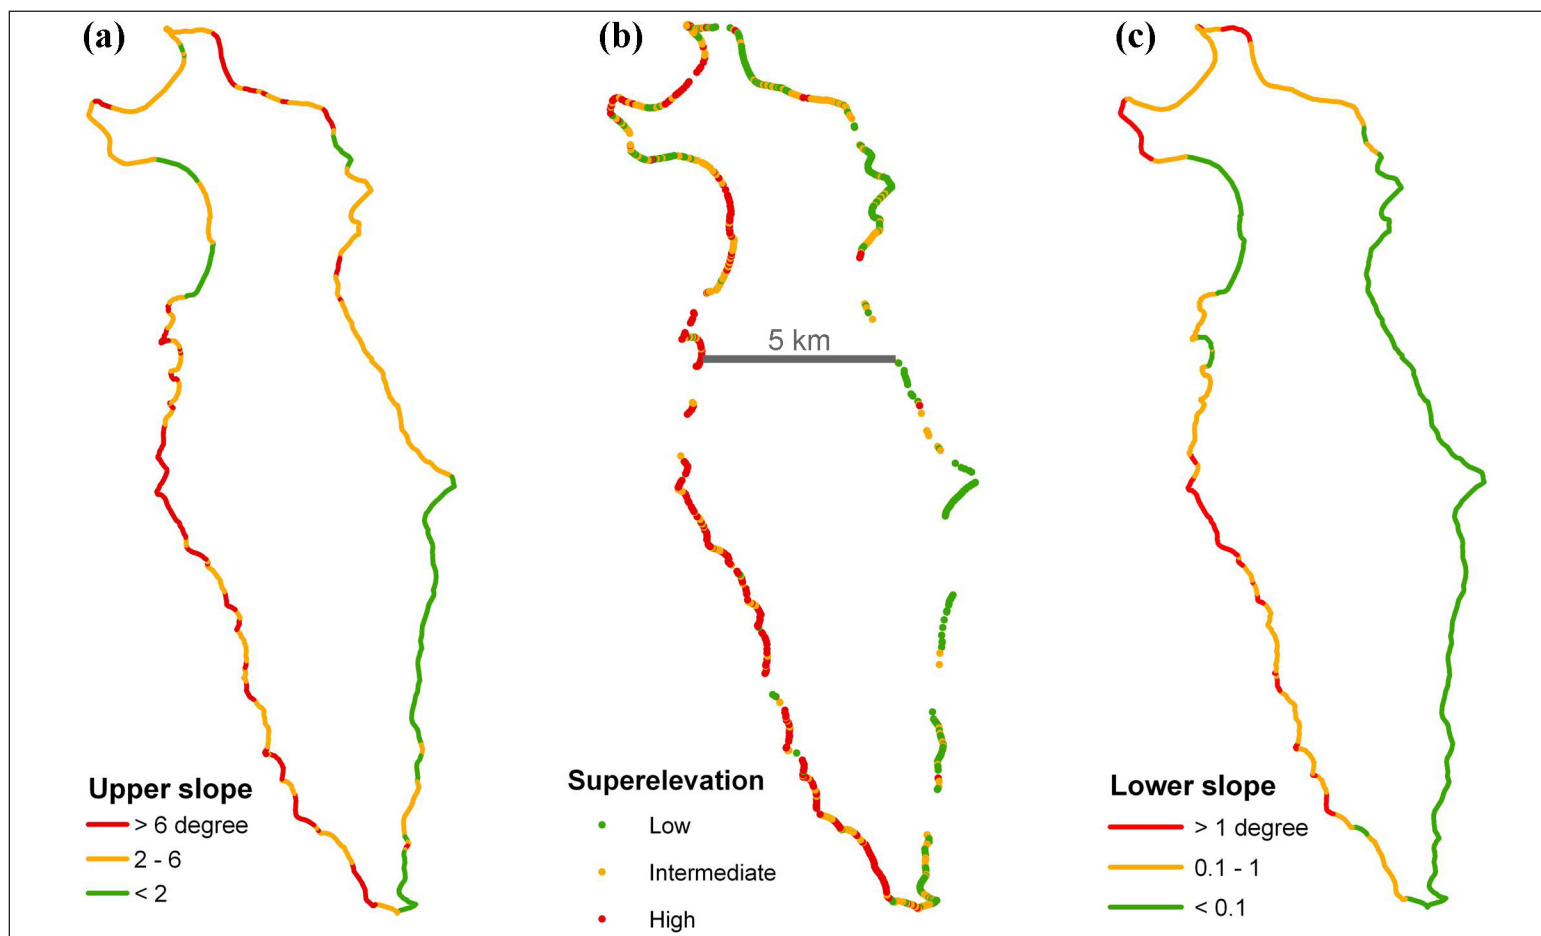 (a)
(b)
(c)
5 km
Upper slope
> 6 degree
2 - 6
< 2
Superelevation
Low
Intermediate
High
Lower slope
> 1 degree
0.1 - 1
< 0.1